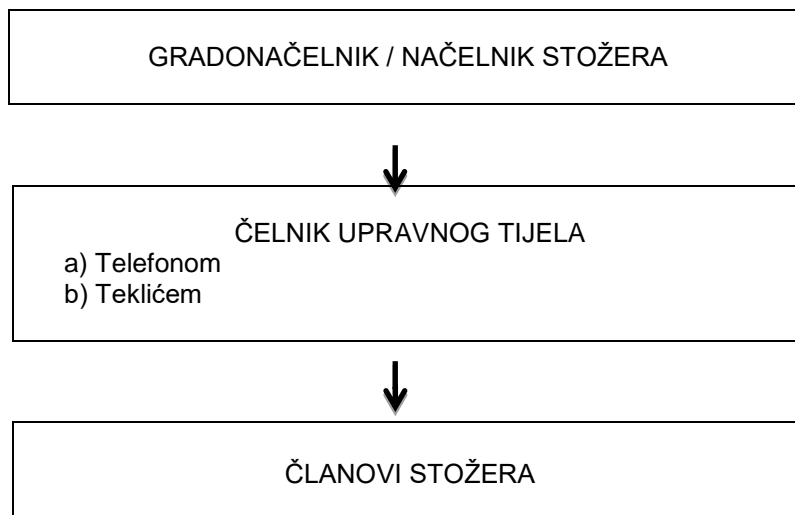 GRADONAČELNIK / NAČELNIK STOŽERA
ČELNIK UPRAVNOG TIJELA
a) Telefonom
b) Teklićem
ČLANOVI STOŽERA